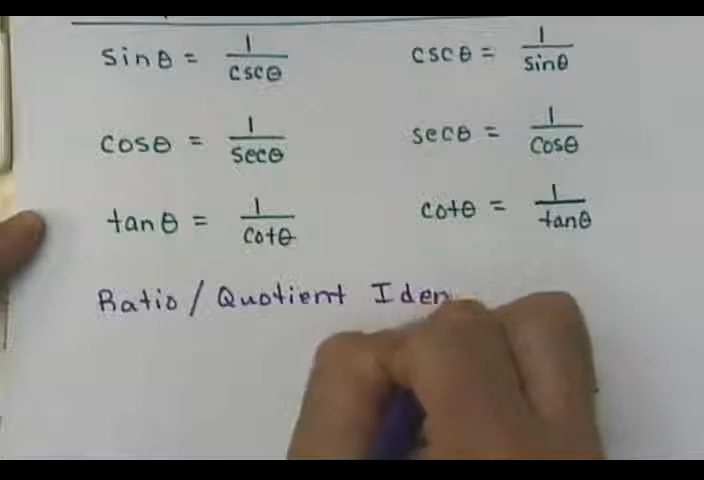 sinθ = 1/cscθ    cscθ = 1/sinθ
cosθ = 1/secθ    secθ = 1/cosθ
tanθ = 1/cotθ    cotθ = 1/tanθ
Ratio / Quotient Iden